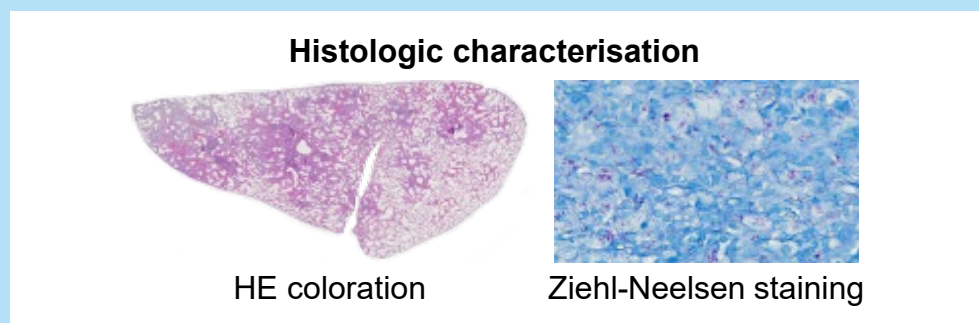 Histologic characterisation
HE coloration
Ziehl-Neelsen staining